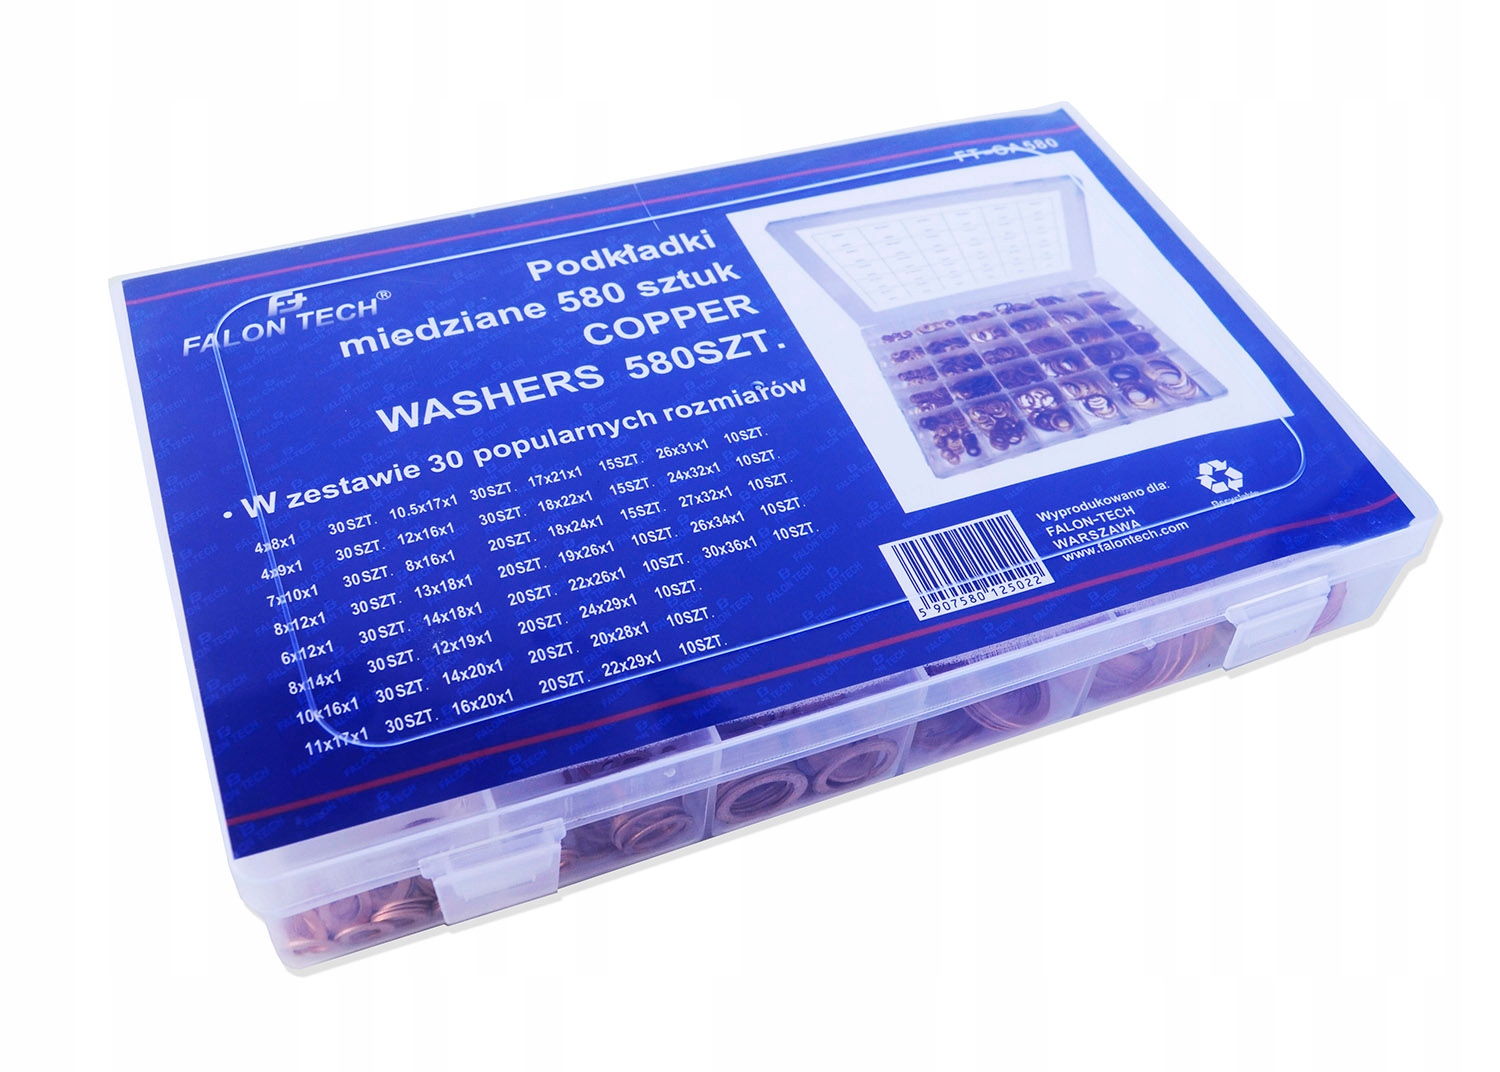 FT-OA580
FALON TECH®
Podkładki
miedziane 580 sztuk
COPPER
WASHERS 580SZT.
• W zestawie 30 popularnych rozmiarów
4x8x1 30SZT. 10.5x17x1 30SZT. 17x21x1 15SZT. 26x31x1 10SZT.
4x9x1 30SZT. 12x16x1 30SZT. 18x22x1 15SZT. 24x32x1 10SZT.
7x10x1 30SZT. 8x16x1 20SZT. 18x24x1 15SZT. 27x32x1 10SZT.
8x12x1 30SZT. 13x18x1 20SZT. 19x26x1 10SZT. 26x34x1 10SZT.
6x12x1 30SZT. 14x18x1 20SZT. 22x26x1 10SZT. 30x36x1 10SZT.
8x14x1 30SZT. 12x19x1 20SZT. 24x29x1 10SZT.
10x16x1 30SZT. 14x20x1 20SZT. 20x28x1 10SZT.
11x17x1 30SZT. 16x20x1 20SZT. 22x29x1 10SZT.
5 907580 125022
Wyprodukowano dla:
FALON-TECH
WARSZAWA
www.falontech.com